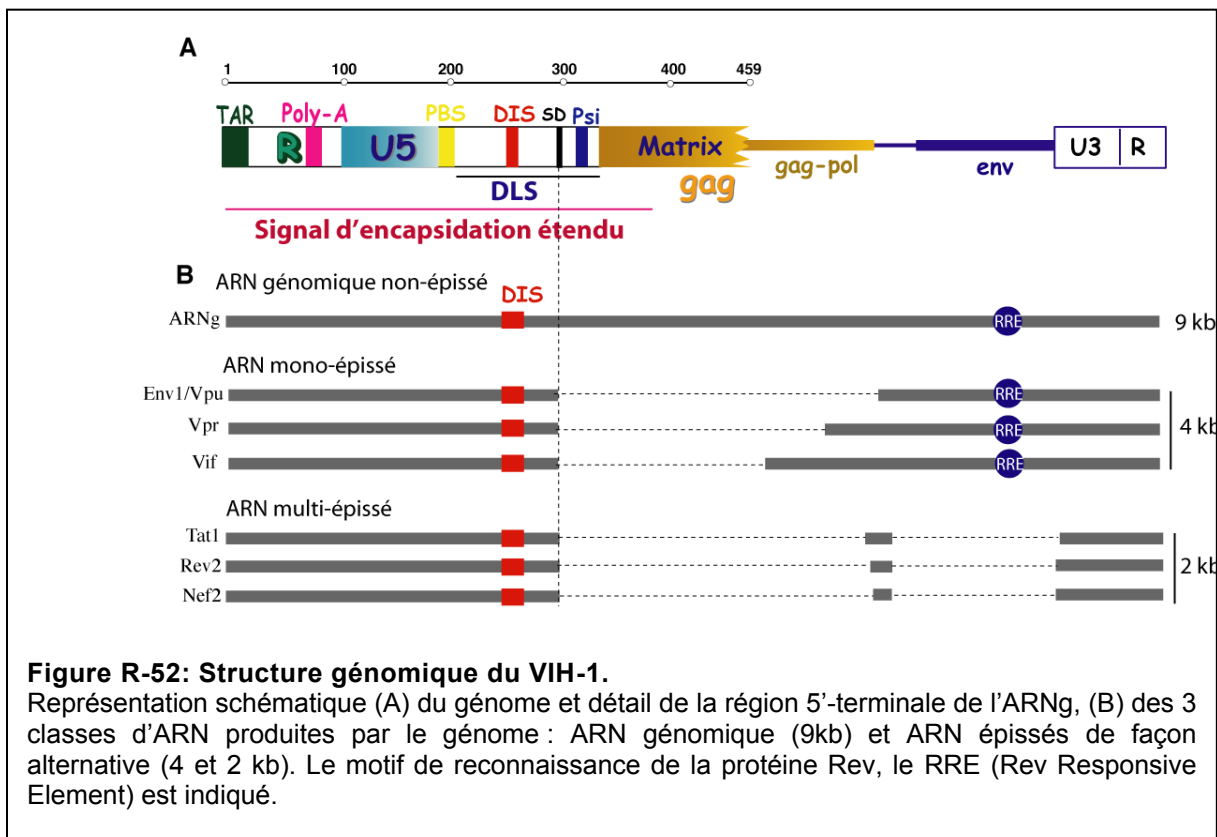 A
1 100 200 300 400 459
TAR Poly-A PBS DIS SD Psi
R U5 Matrix U3 R
gag gag-pol env
DLS
Signal d'encapsidation étendu
B
ARN génomique non-épissé
DIS
ARNg RRE 9 kb
ARN mono-épissé
Env1/Vpu RRE
Vpr RRE 4 kb
Vif RRE
ARN multi-épissé
Tat1
Rev2 2 kb
Nef2
Figure R-52: Structure génomique du VIH-1.
Représentation schématique (A) du génome et détail de la région 5'-terminale de l'ARNg, (B) des 3
classes d'ARN produites par le génome : ARN génomique (9kb) et ARN épissés de façon
alternative (4 et 2 kb). Le motif de reconnaissance de la protéine Rev, le RRE (Rev Responsive
Element) est indiqué.